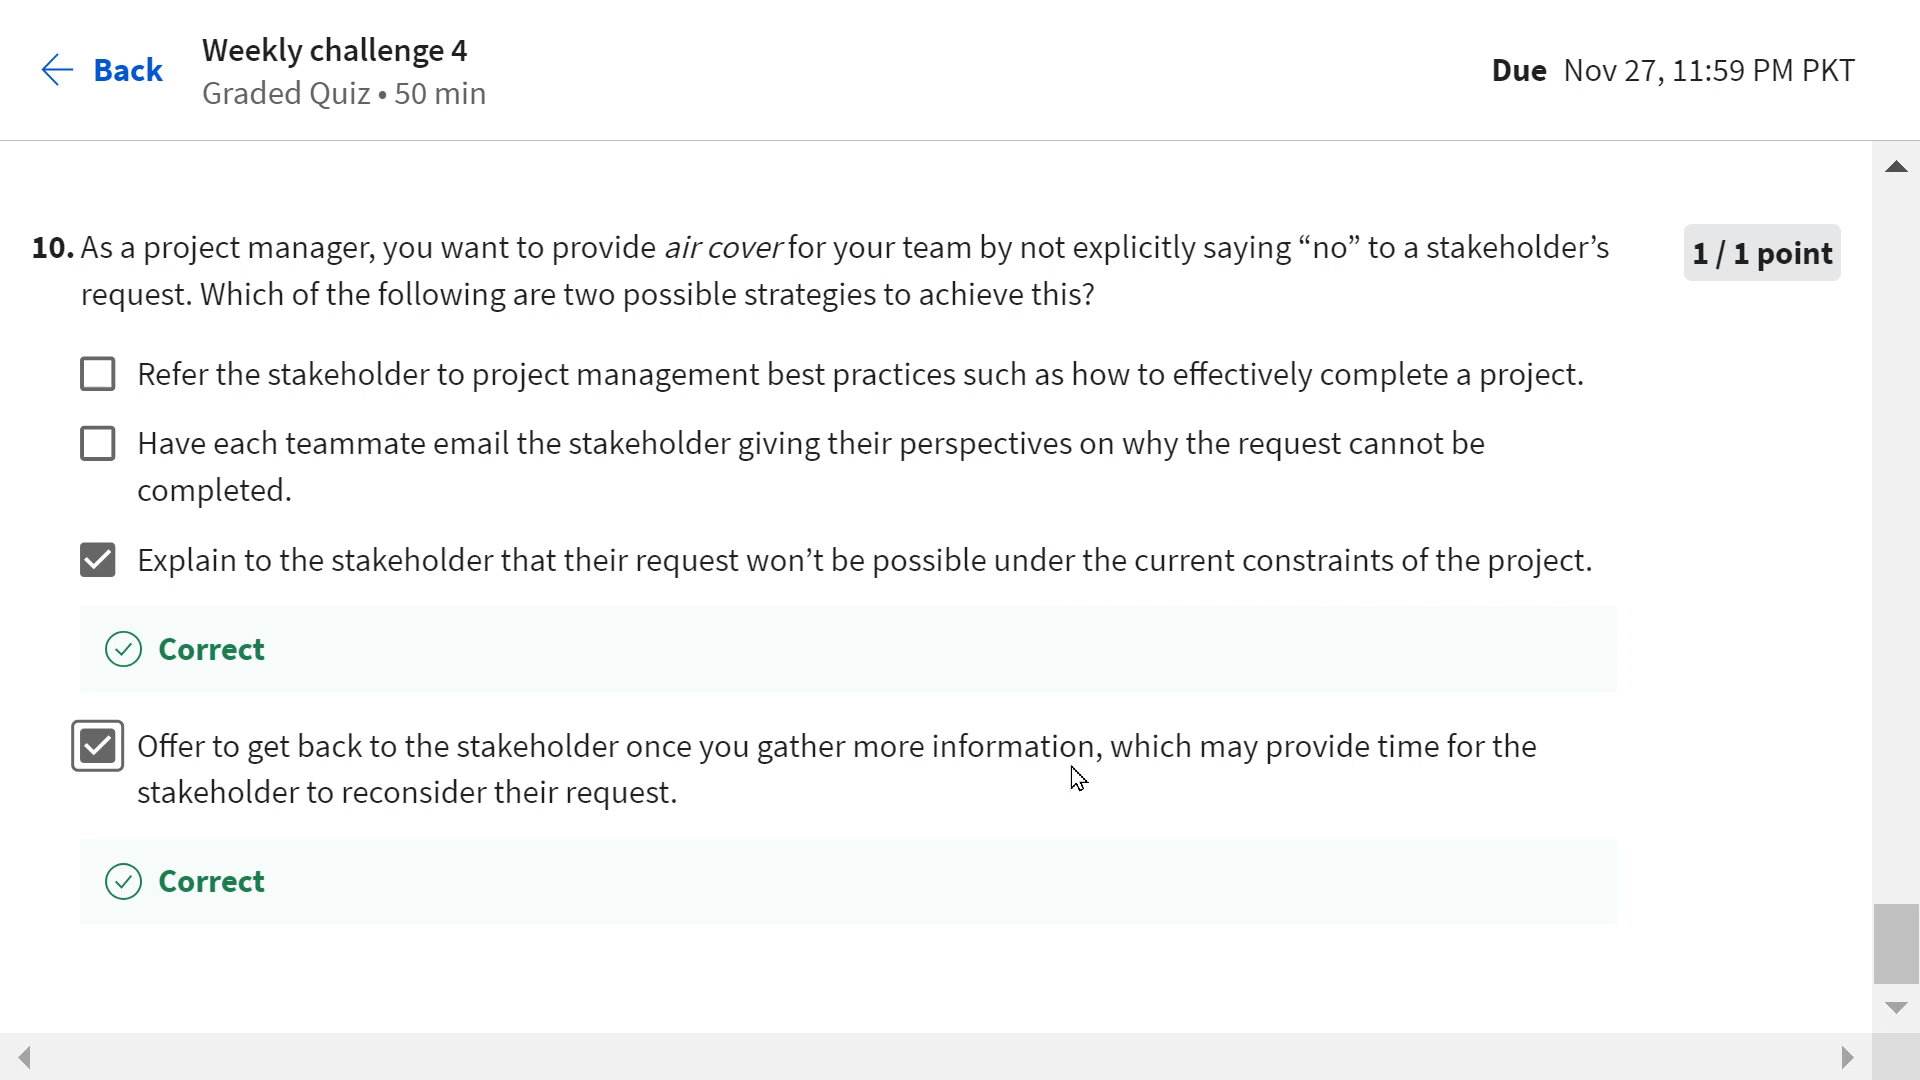 Back
Weekly challenge 4
Graded Quiz • 50 min
Due Nov 27, 11:59 PM PKT
10. As a project manager, you want to provide air cover for your team by not explicitly saying “no” to a stakeholder’s
request. Which of the following are two possible strategies to achieve this?
1 / 1 point
Refer the stakeholder to project management best practices such as how to effectively complete a project.
Have each teammate email the stakeholder giving their perspectives on why the request cannot be
completed.
Explain to the stakeholder that their request won’t be possible under the current constraints of the project.
Correct
Offer to get back to the stakeholder once you gather more information, which may provide time for the
stakeholder to reconsider their request.
Correct